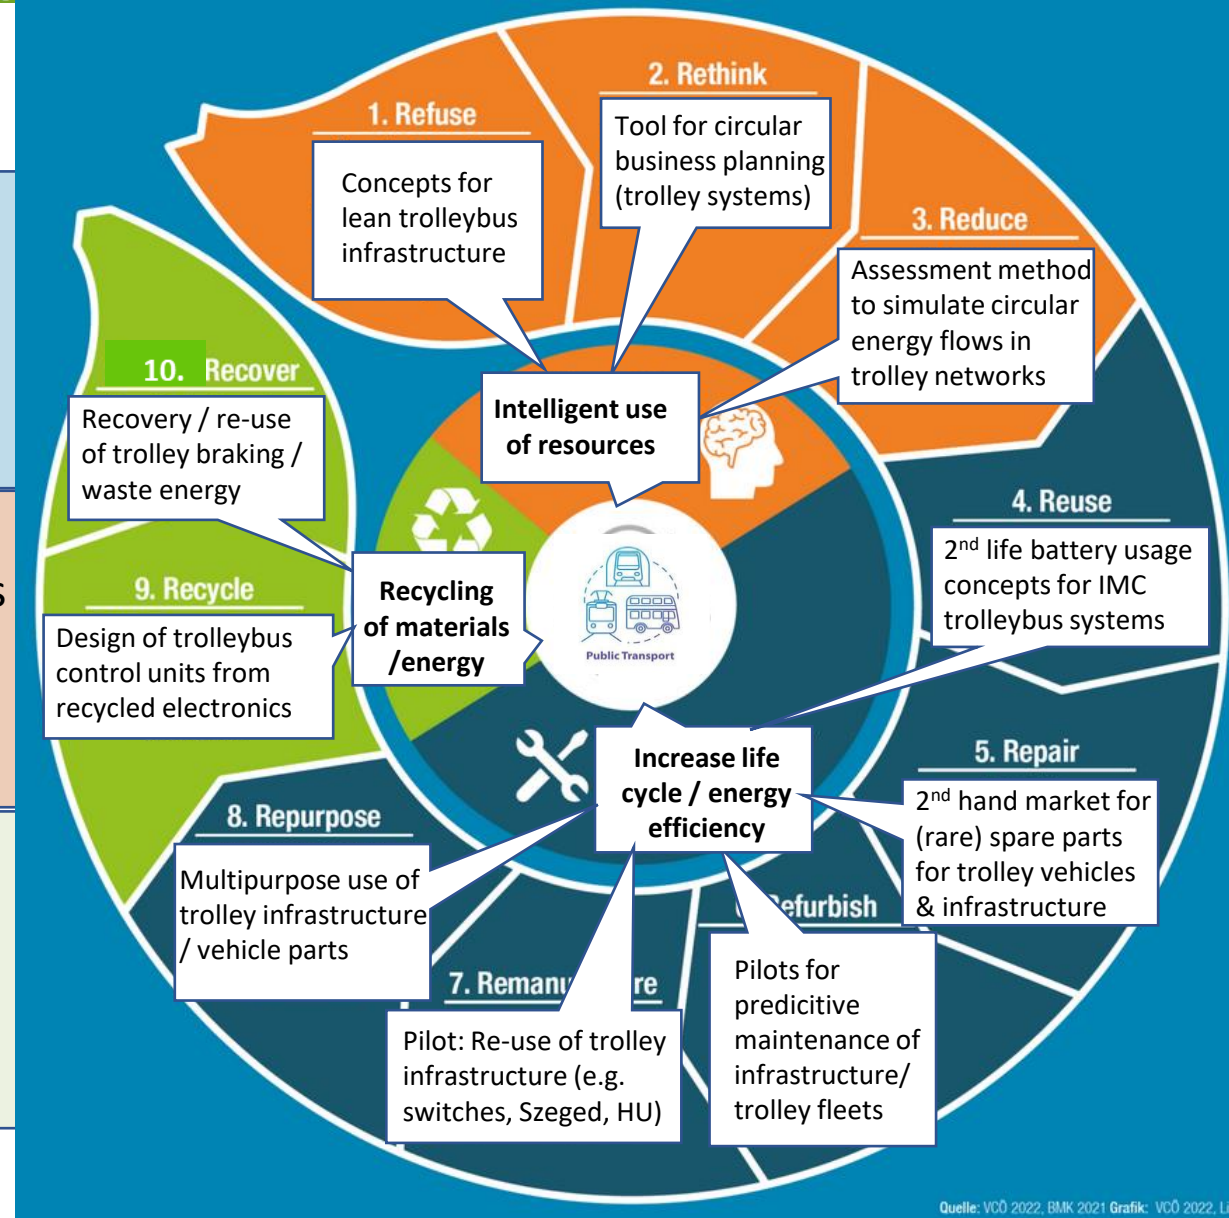 1. Refuse
Concepts for
lean trolleybus
infrastructure
2. Rethink
Tool for circular
business planning
(trolley systems)
3. Reduce
Assessment method
to simulate circular
energy flows in
trolley networks
Intelligent use
of resources
10. Recover
Recovery / re-use
of trolley braking /
waste energy
4. Reuse
2nd life battery usage
concepts for IMC
trolleybus systems
9. Recycle
Design of trolleybus
control units from
recycled electronics
Recycling
of materials
/energy
Public Transport
Increase life
cycle / energy
efficiency
5. Repair
2nd hand market for
(rare) spare parts
for trolley vehicles
& infrastructure
8. Repurpose
Multipurpose use of
trolley infrastructure
/ vehicle parts
efurbish
Pilots for
predicitive
maintenance of
infrastructure/
trolley fleets
7. Remanu re
Pilot: Re-use of trolley
infrastructure (e.g.
switches, Szeged, HU)
S
Quelle: VCÖ 2022, BMK 2021 Grafik: VCÖ 2022,